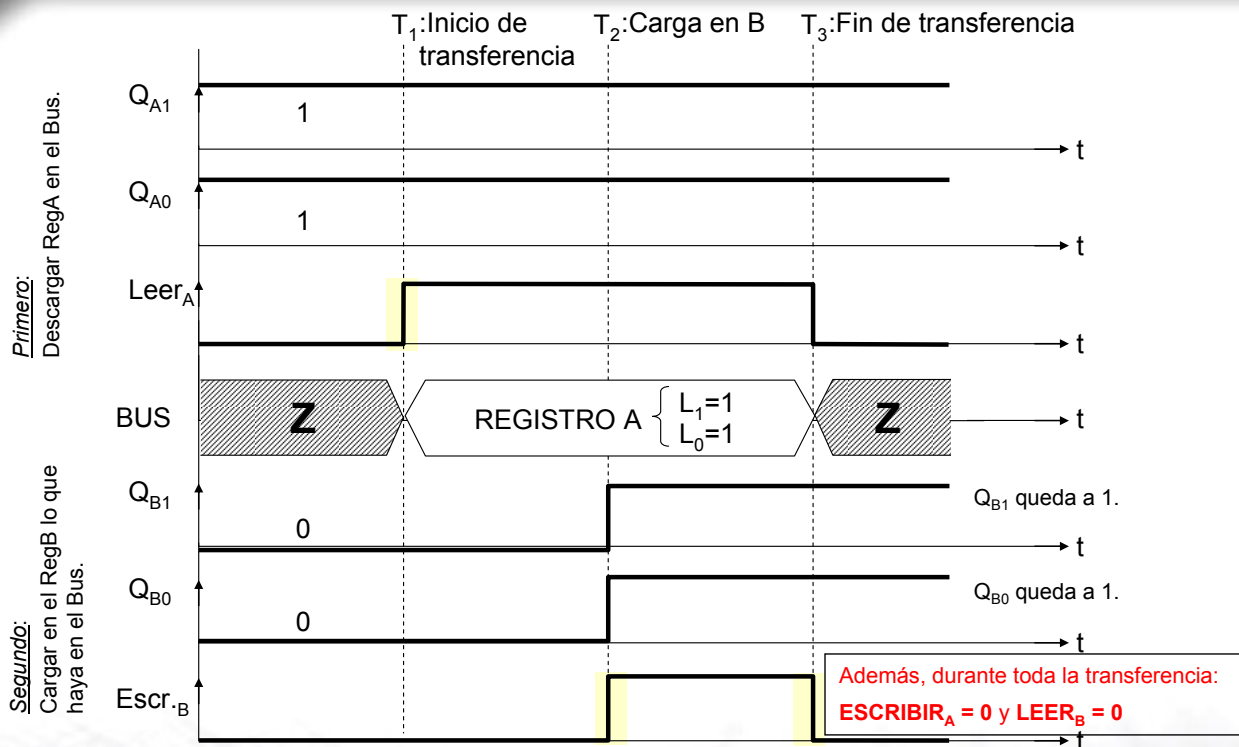 T1:Inicio de
transferencia
T2:Carga en B
T3:Fin de transferencia
Primero:
Descargar RegA en el Bus.
QA1
1
t
QA0
1
t
LeerA
t
BUS
Z
REGISTRO A
L1=1
L0=1
Z
t
Segundo:
Cargar en el RegB lo que
haya en el Bus.
QB1
0
QB1 queda a 1.
t
QB0
0
QB0 queda a 1.
t
Escr.B
Además, durante toda la transferencia:
ESCRIBIRA = 0 y LEERB = 0
t